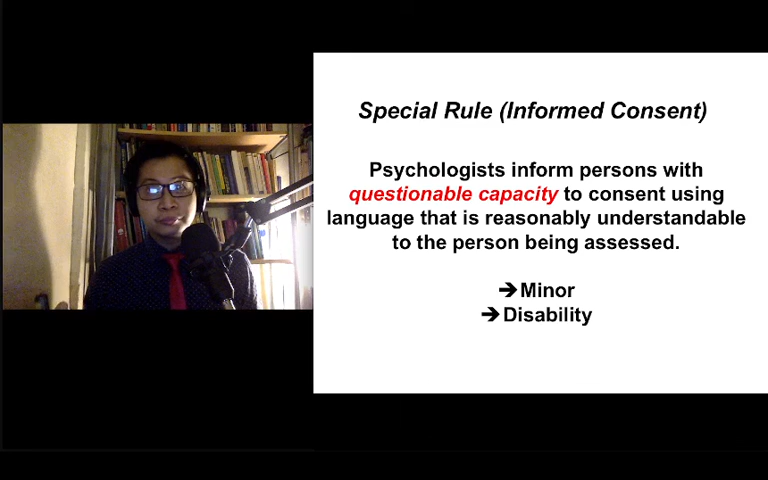 Special Rule (Informed Consent)
Psychologists inform persons with
questionable capacity to consent using
language that is reasonably understandable
to the person being assessed.
➔Minor
➔Disability